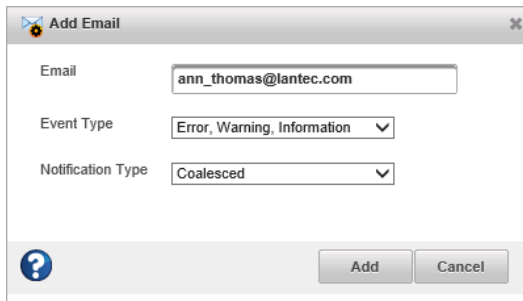 Add Email
Email
ann_thomas@lantec.com
Event Type
Error, Warning, Information
Notification Type
Coalesced
?
Add
Cancel